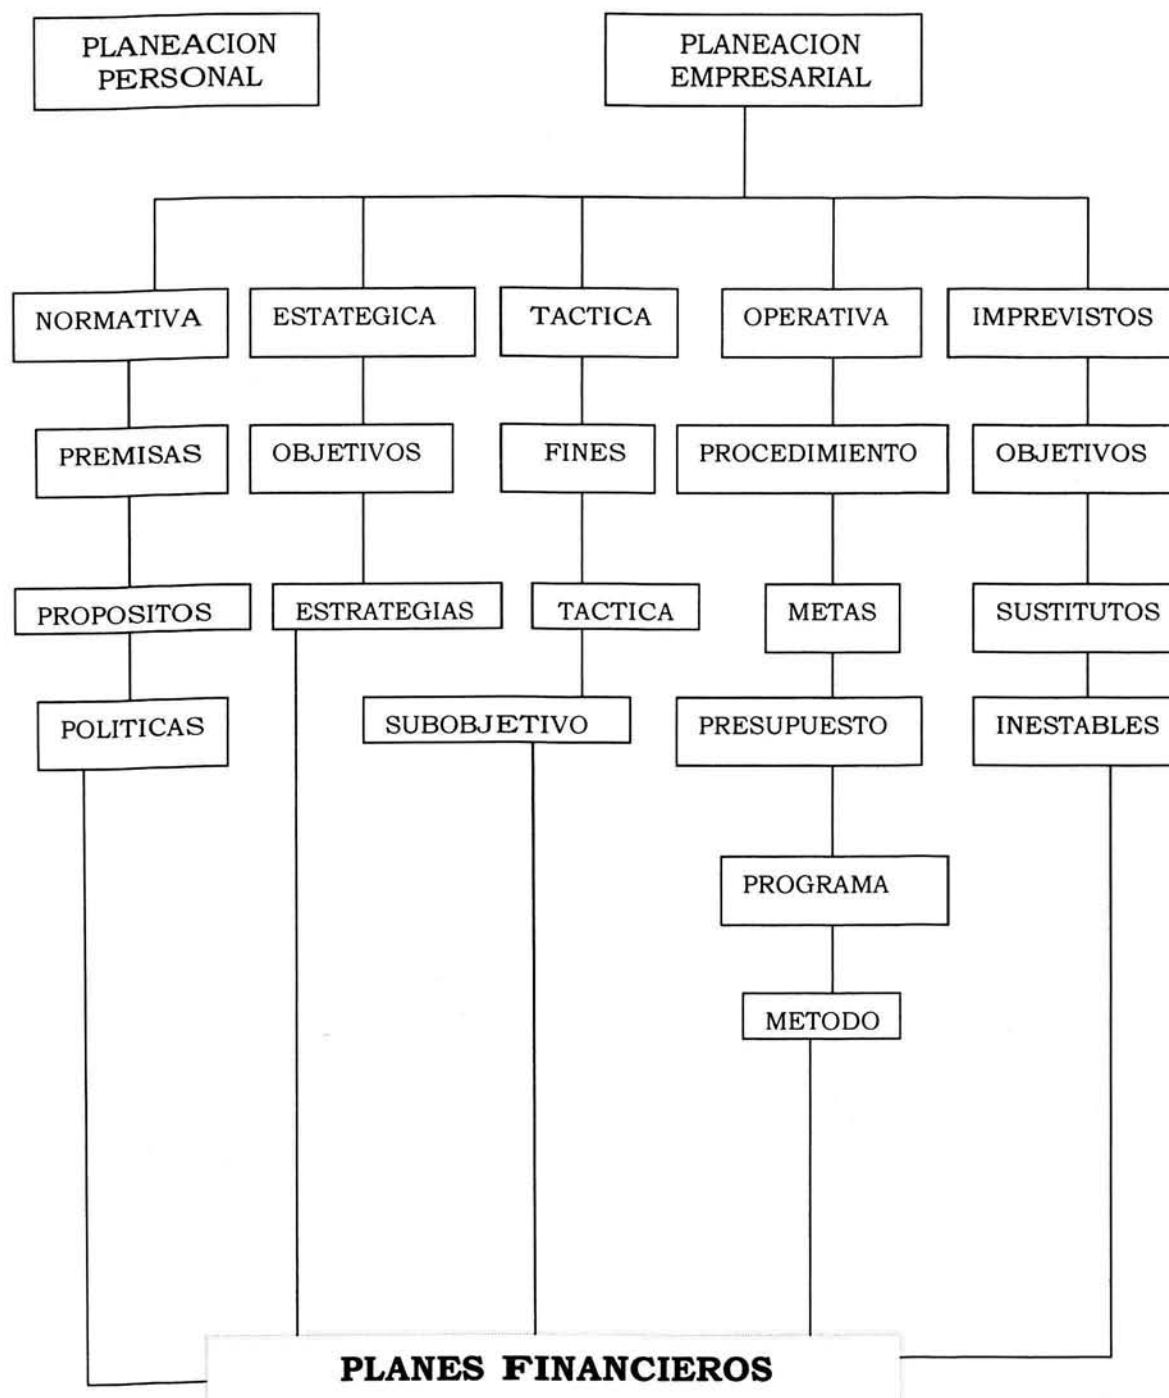 PLANEACION
PERSONAL
PLANEACION
EMPRESARIAL
NORMATIVA
ESTATEGICA
TACTICA
OPERATIVA
IMPREVISTOS
PREMISAS
OBJETIVOS
FINES
PROCEDIMIENTO
OBJETIVOS
PROPOSITOS
ESTRATEGIAS
TACTICA
METAS
SUSTITUTOS
POLITICAS
SUBOBJETIVO
PRESUPUESTO
INESTABLES
PROGRAMA
METODO
PLANES FINANCIEROS